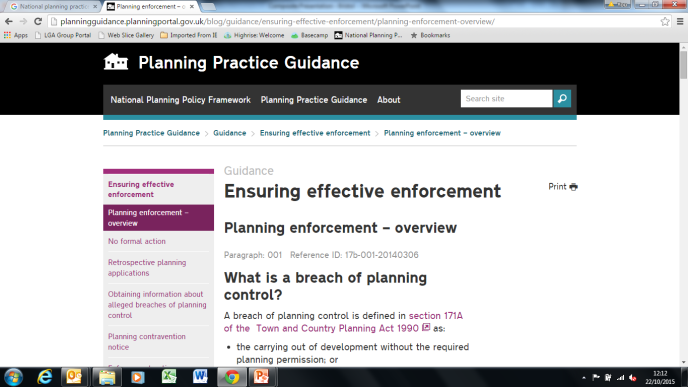 National planning practic
Planning enforcement – o
planningguidance.planningportal.gov.uk/blog/guidance/ensuring-effective-enforcement/planning-enforcement-overview/
Apps LGA Group Portal Web Slice Gallery Imported From IE Highrise: Welcome Basecamp National Planning P... Bookmarks
Planning Practice Guidance
National Planning Policy Framework Planning Practice Guidance About Search site
Planning Practice Guidance > Guidance > Ensuring effective enforcement > Planning enforcement – overview
Ensuring effective
enforcement
Planning enforcement –
overview
No formal action
Retrospective planning
applications
Obtaining information about
alleged breaches of planning
control
Planning contravention
notice
Guidance
Ensuring effective enforcement
Print
Planning enforcement – overview
Paragraph: 001 Reference ID: 17b-001-20140306
What is a breach of planning
control?
A breach of planning control is defined in section 171A
of the Town and Country Planning Act 1990 as:
• the carrying out of development without the required
planning permission; or
12:12
22/10/2015